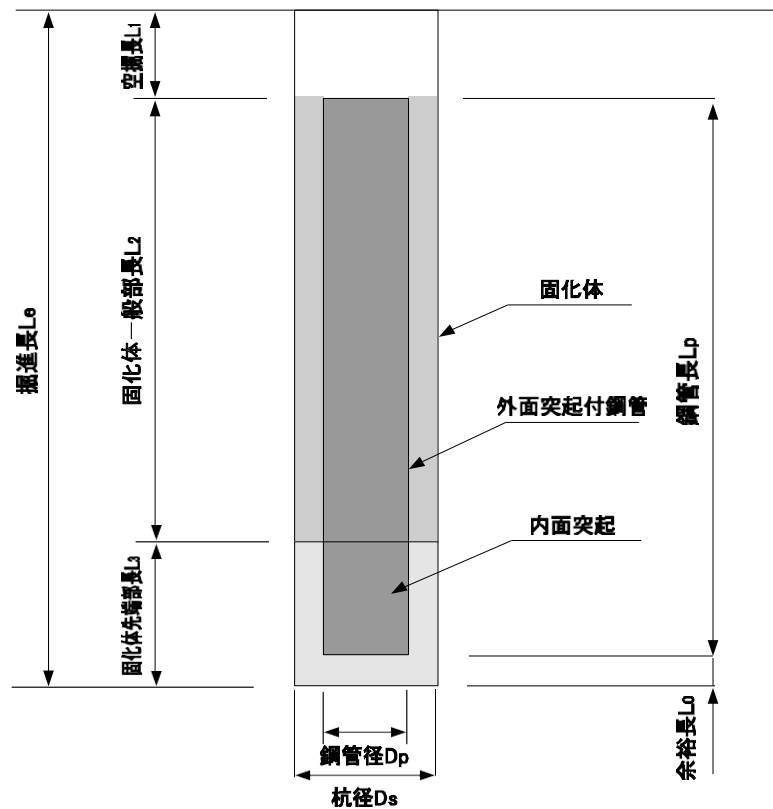 空掘長L1
掘進長Le
固化体一般部長L2
固化体先端部長L3
固化体
外面突起付鋼管
内面突起
鋼管長Lp
余裕長L0
鋼管径Dp
杭径Ds